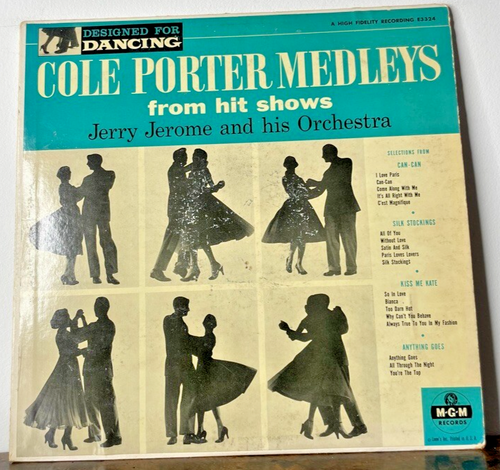 DESIGNED FOR
DANCING
A HIGH FIDELITY RECORDING E3324
COLE PORTER MEDLEYS
from hit shows
Jerry Jerome and his Orchestra
SELECTIONS FROM
CAN-CAN
I Love Paris
Can-Can
Come Along With Me
It's All Right With Me
C'est Magnifique
SILK STOCKINGS
All Of You
Without Love
Satin And Silk
Paris Loves Lovers
Silk Stockings
KISS ME KATE
So In Love
Bianca
Too Darn Hot
Why Can't You Behave
Always True To You In My Fashion
ANYTHING GOES
Anything Goes
All Through The Night
You're The Top
M-G-M
RECORDS